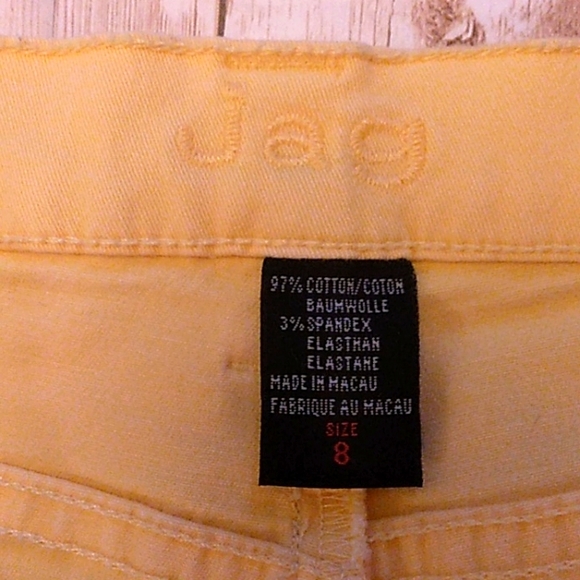 Jag
97% COTTON/COTON
BAUMWOLLE
3% SPANDEX
ELASTHAN
ELASTANE
MADE IN MACAU
FABRIQUE AU MACAU
SIZE
8